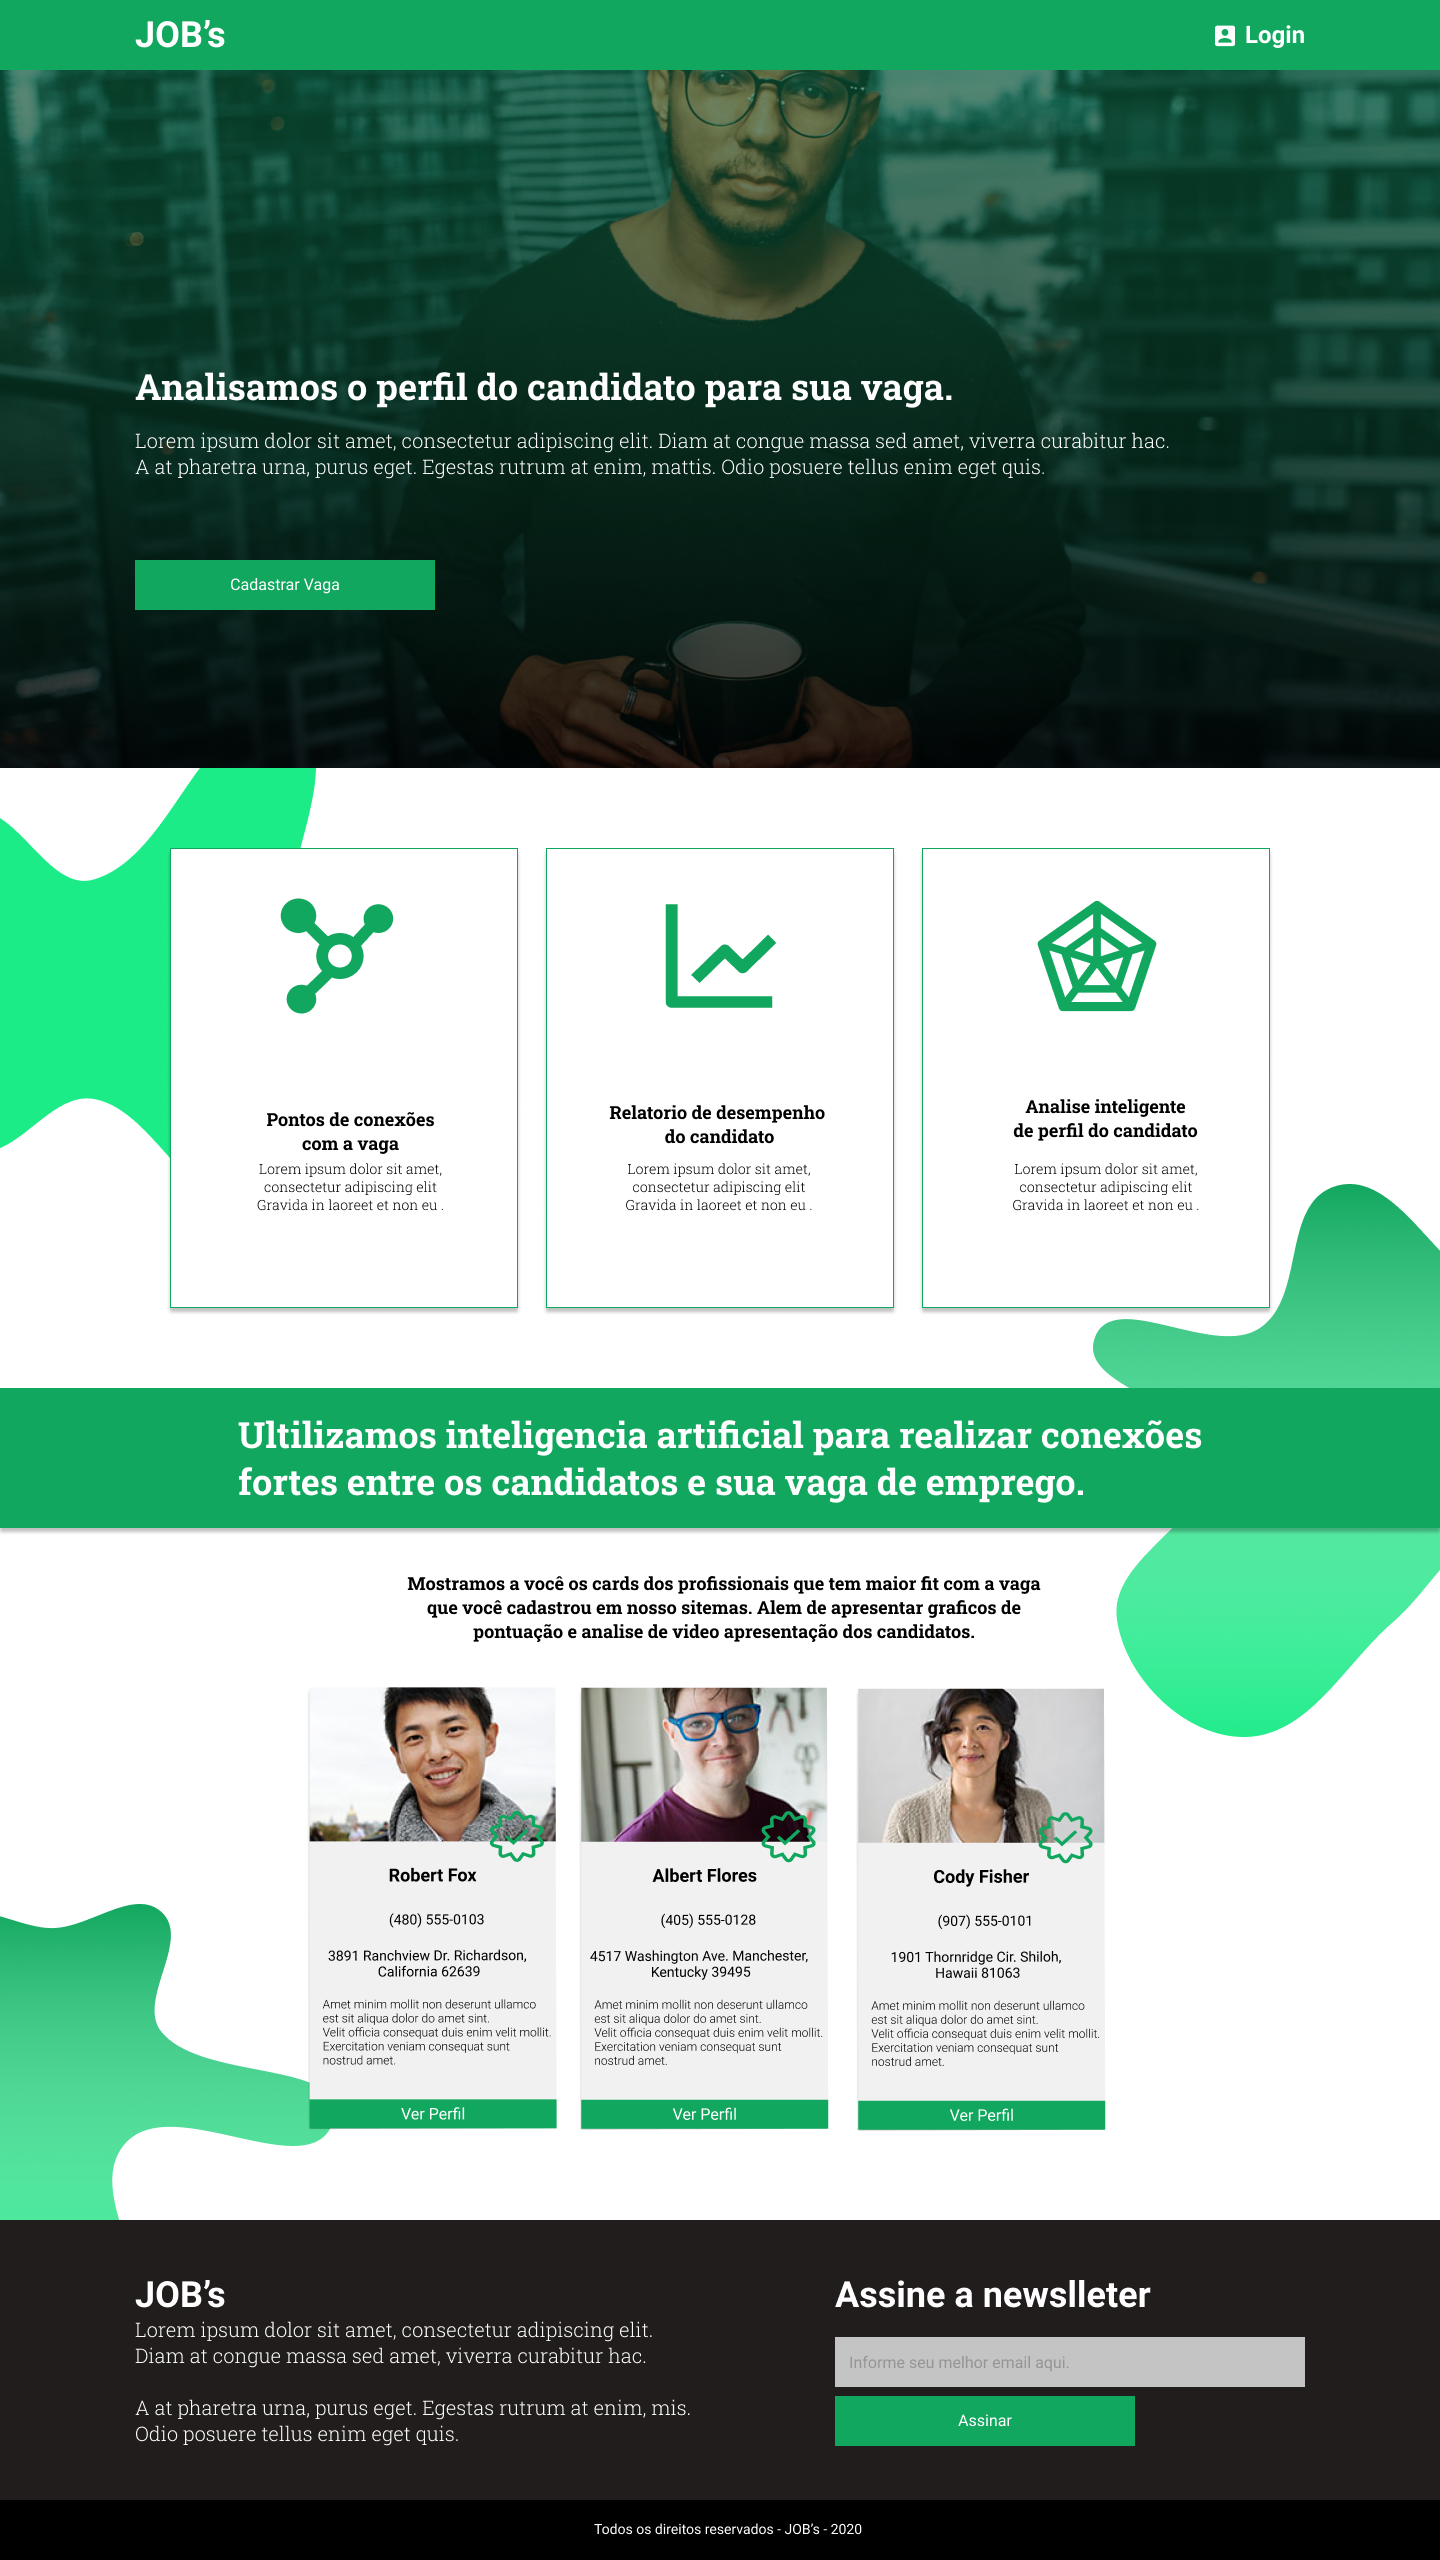 JOB's
Login
Analisamos o perfil do candidato para sua vaga.
Lorem ipsum dolor sit amet, consectetur adipiscing elit. Diam at congue massa sed amet, viverra curabitur hac.
A at pharetra urna, purus eget. Egestas rutrum at enim, mattis. Odio posuere tellus enim eget quis.
Cadastrar Vaga
Pontos de conexões
com a vaga
Lorem ipsum dolor sit amet,
consectetur adipiscing elit
Gravida in laoreet et non eu .
Relatorio de desempenho
do candidato
Lorem ipsum dolor sit amet,
consectetur adipiscing elit
Gravida in laoreet et non eu .
Analise inteligente
de perfil do candidato
Lorem ipsum dolor sit amet,
consectetur adipiscing elit
Gravida in laoreet et non eu .
Ultilizamos inteligencia artificial para realizar conexões
fortes entre os candidatos e sua vaga de emprego.
Mostramos a você os cards dos profissionais que tem maior fit com a vaga
que você cadastrou em nosso sitemas. Alem de apresentar graficos de
pontuação e analise de video apresentação dos candidatos.
Robert Fox
(480) 555-0103
3891 Ranchview Dr. Richardson,
California 62639
Amet minim mollit non deserunt ullamco
est sit aliqua dolor do amet sint.
Velit officia consequat duis enim velit mollit.
Exercitation veniam consequat sunt
nostrud amet.
Ver Perfil
Albert Flores
(405) 555-0128
4517 Washington Ave. Manchester,
Kentucky 39495
Amet minim mollit non deserunt ullamco
est sit aliqua dolor do amet sint.
Velit officia consequat duis enim velit mollit.
Exercitation veniam consequat sunt
nostrud amet.
Ver Perfil
Cody Fisher
(907) 555-0101
1901 Thornridge Cir. Shiloh,
Hawaii 81063
Amet minim mollit non deserunt ullamco
est sit aliqua dolor do amet sint.
Velit officia consequat duis enim velit mollit.
Exercitation veniam consequat sunt
nostrud amet.
Ver Perfil
JOB's
Lorem ipsum dolor sit amet, consectetur adipiscing elit.
Diam at congue massa sed amet, viverra curabitur hac.
A at pharetra urna, purus eget. Egestas rutrum at enim, mis.
Odio posuere tellus enim eget quis.
Assine a newslleter
Informe seu melhor email aqui.
Assinar
Todos os direitos reservados - JOB's - 2020